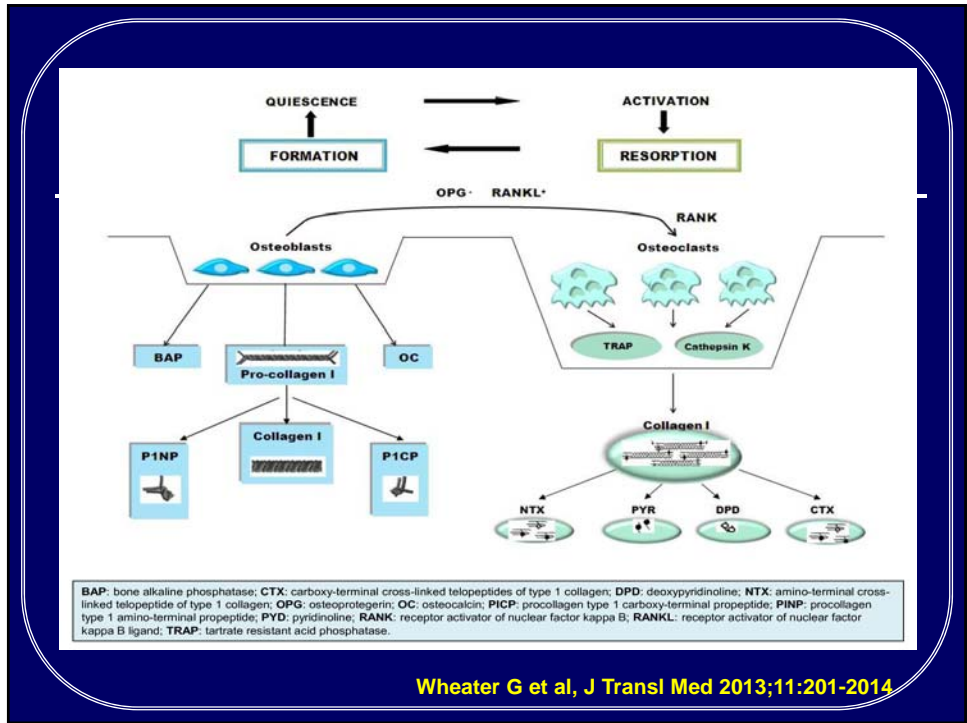 QUIESCENCE
ACTIVATION
FORMATION
RESORPTION
OPG - RANKL+
RANK
Osteoblasts
Osteoclasts
BAP
Pro-collagen I
OC
TRAP
Cathepsin K
P1NP
Collagen I
P1CP
Collagen I
NTX
PYR
DPD
CTX
BAP: bone alkaline phosphatase; CTX: carboxy-terminal cross-linked telopeptides of type 1 collagen; DPD: deoxypyridinoline; NTX: amino-terminal cross-
linked telopeptide of type 1 collagen; OPG: osteoprotegerin; OC: osteocalcin; PICP: procollagen type 1 carboxy-terminal propeptide; PINP: procollagen
type 1 amino-terminal propeptide; PYD: pyridinoline; RANK: receptor activator of nuclear factor kappa B; RANKL: receptor activator of nuclear factor
kappa B ligand; TRAP: tartrate resistant acid phosphatase.
Wheater G et al, J Transl Med 2013;11:201-2014